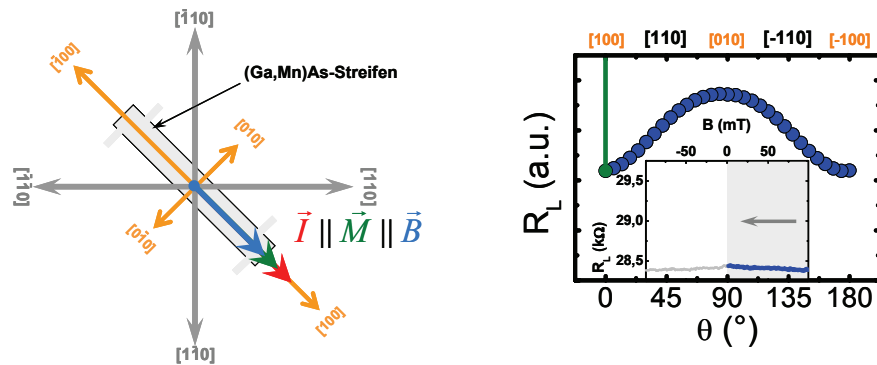 [1̄10]
[1̄00]
(Ga,Mn)As-Streifen
[010]
[1̄1̄0]
[110]
[01̄0]
I⃗ || M⃗ || B⃗
[100]
[11̄0]
[100] [110] [010] [-110] [-100]
R_L (a.u.)
B (mT)
-50 0 50
29,5
29,0
28,5
R_L (kΩ)
0 45 90 135 180
θ (°)